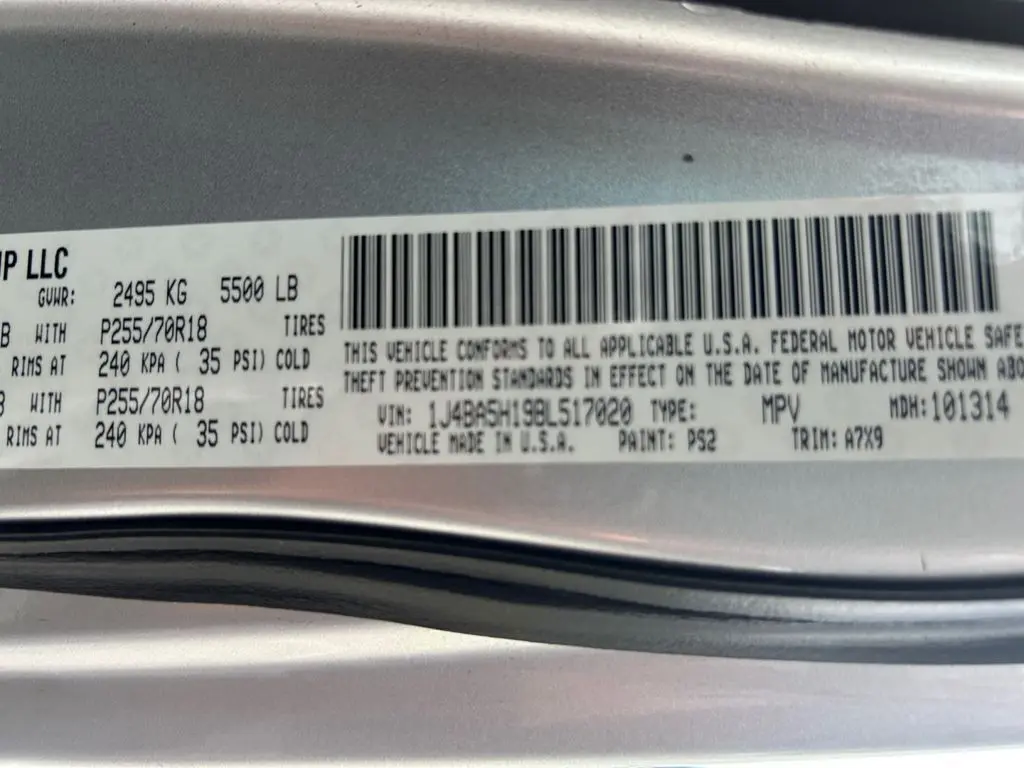 UP LLC
GVWR: 2495 KG 5500 LB
B WITH P255/70R18 TIRES
RIMS AT 240 KPA ( 35 PSI) COLD
B WITH P255/70R18 TIRES
RIMS AT 240 KPA ( 35 PSI) COLD
THIS VEHICLE CONFORMS TO ALL APPLICABLE U.S.A. FEDERAL MOTOR VEHICLE SAFE
THEFT PREVENTION STANDARDS IN EFFECT ON THE DATE OF MANUFACTURE SHOWN ABO
VIN: 1J4BA5H19BL517020 TYPE: MPV MDH:101314
VEHICLE MADE IN U.S.A. PAINT: PS2 TRIM: A7X9